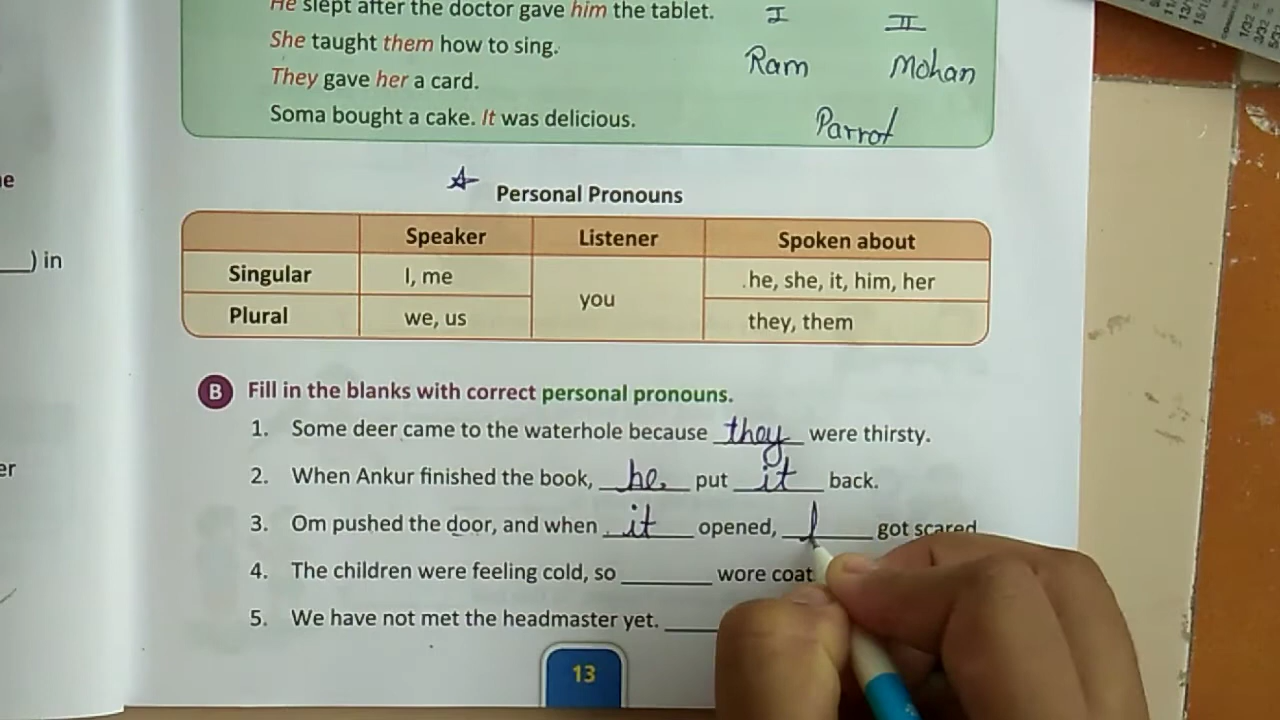 He slept after the doctor gave him the tablet.
I II
She taught them how to sing.
Ram Mohan
They gave her a card.
Soma bought a cake. It was delicious.
Parrot
Personal Pronouns
Speaker Listener Spoken about
Singular I, me you he, she, it, him, her
Plural we, us they, them
B Fill in the blanks with correct personal pronouns.
1. Some deer came to the waterhole because they were thirsty.
2. When Ankur finished the book, he put it back.
3. Om pushed the door, and when it opened, got scared
4. The children were feeling cold, so ______ wore coat
5. We have not met the headmaster yet. ______
13
) in
er